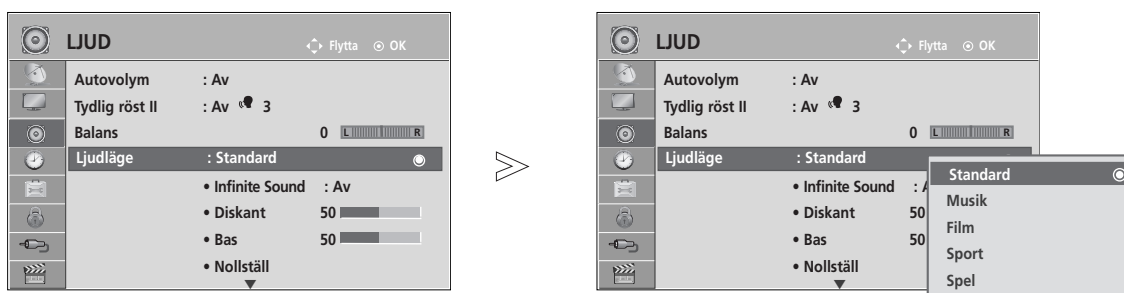 LJUD Flytta OK
Autovolym : Av
Tydlig röst II : Av 3
Balans 0 L R
Ljudläge : Standard
• Infinite Sound : Av
• Diskant 50
• Bas 50
• Nollställ
LJUD Flytta OK
Autovolym : Av
Tydlig röst II : Av 3
Balans 0 L R
Ljudläge : Standard
• Infinite Sound :
• Diskant 50
• Bas 50
• Nollställ
Standard
Musik
Film
Sport
Spel